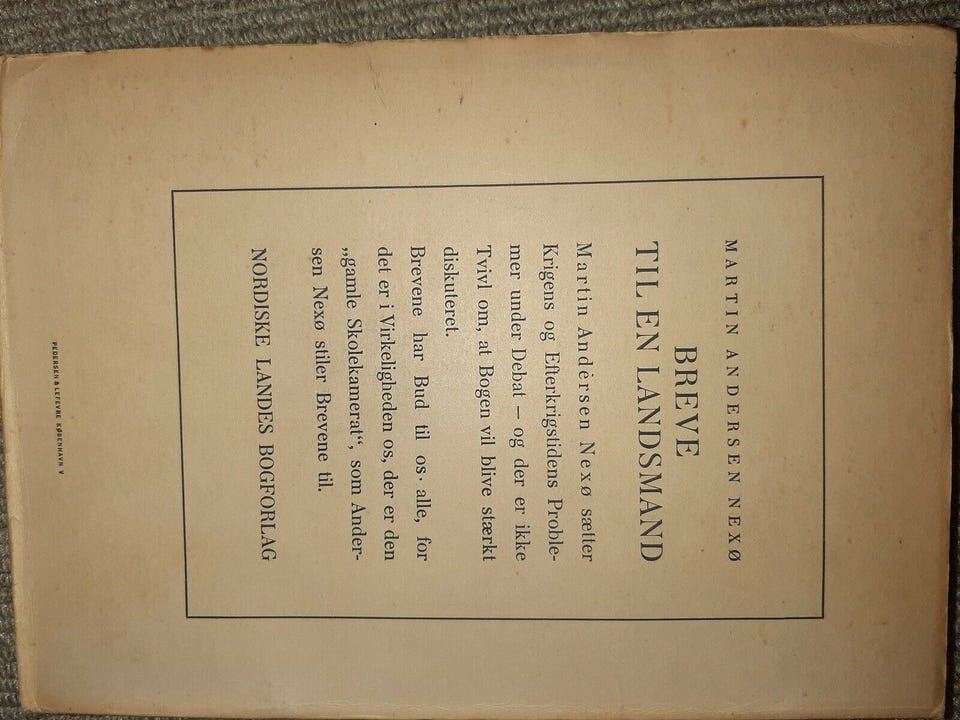 MARTIN ANDERSEN NEXØ
BREVE
TIL EN LANDSMAND
Martin Andersen Nexø sætter
Krigens og Efterkrigstidens Proble-
mer under Debat — og der er ikke
Tvivl om, at Bogen vil blive stærkt
diskuteret.
Brevene har Bud til os alle, for
det er i Virkeligheden os, der er den
„gamle Skolekamerat“, som Ander-
sen Nexø stiler Brevene til.
NORDISKE LANDES BOGFORLAG
PEDERSEN & LEFEVRE KØBENHAVN V